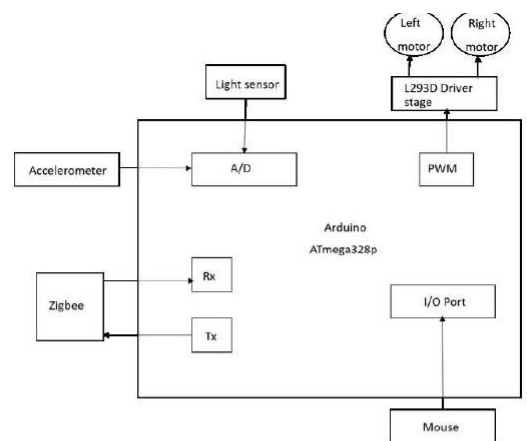 Left
motor
Right
motor
L293D Driver
stage
Light sensor
Accelerometer
A/D
PWM
Arduino
ATmega328p
Zigbee
Rx
Tx
I/O Port
Mouse